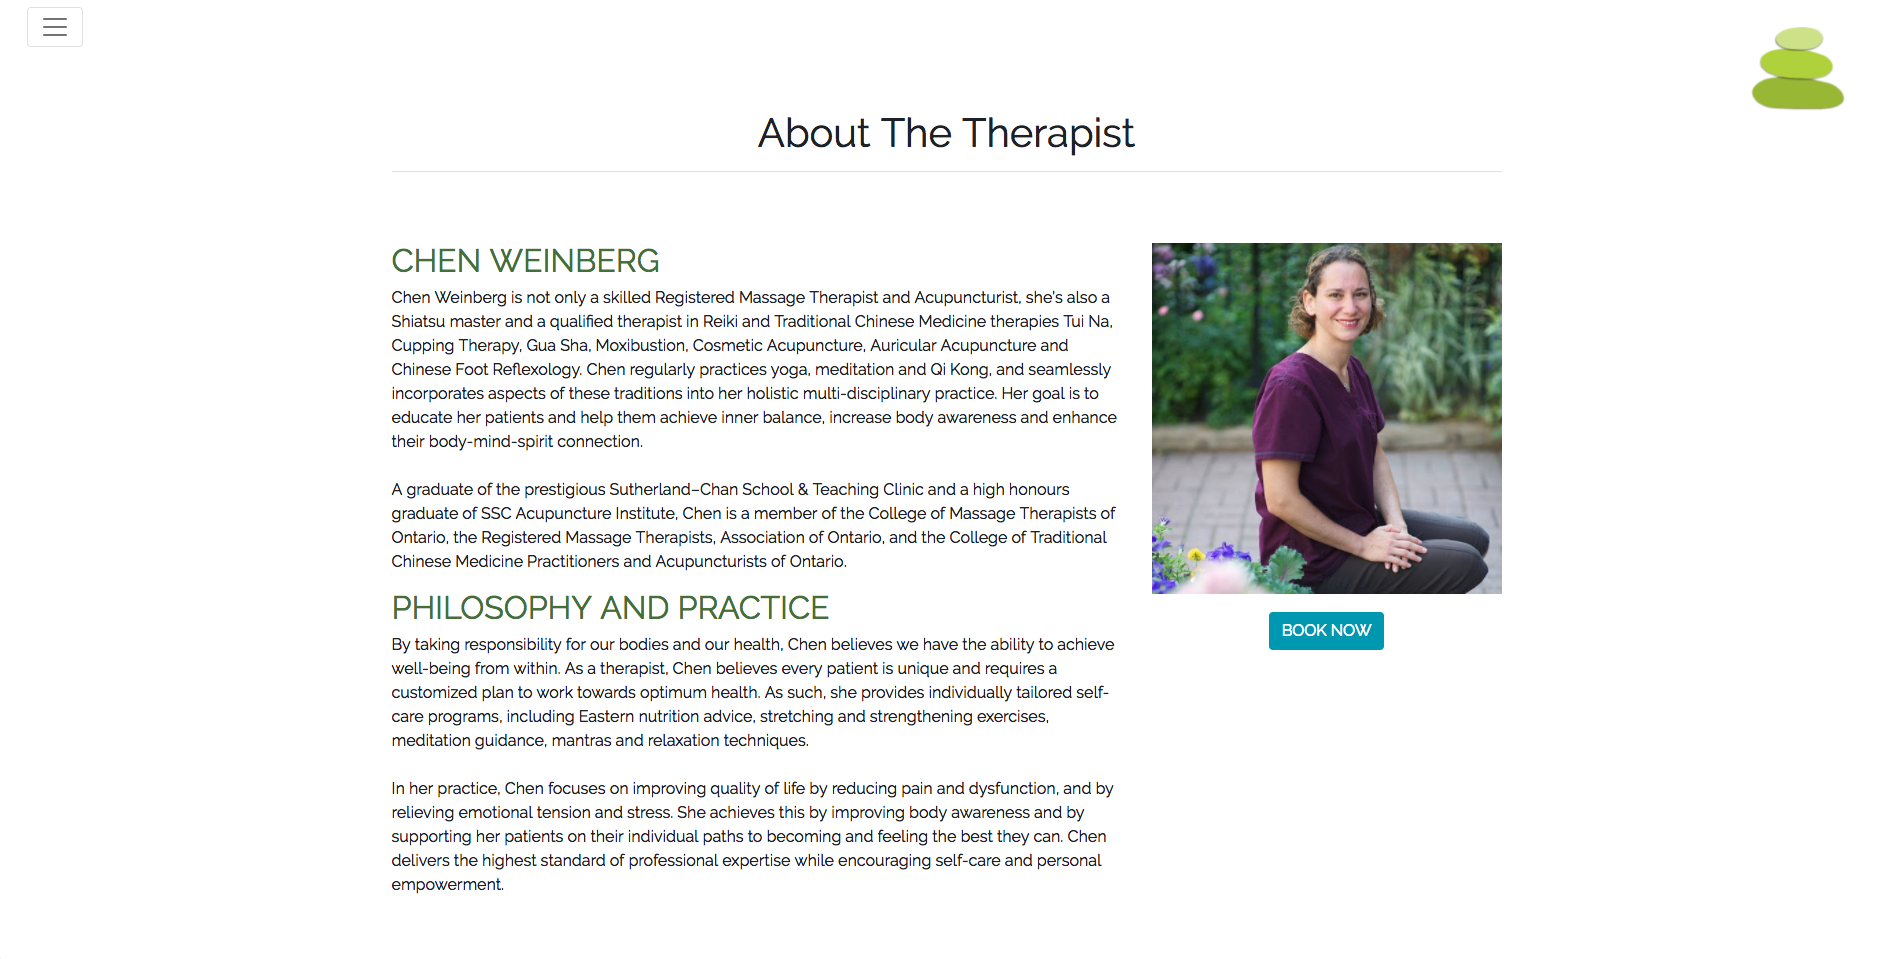 About The Therapist
CHEN WEINBERG
Chen Weinberg is not only a skilled Registered Massage Therapist and Acupuncturist, she's also a
Shiatsu master and a qualified therapist in Reiki and Traditional Chinese Medicine therapies Tui Na,
Cupping Therapy, Gua Sha, Moxibustion, Cosmetic Acupuncture, Auricular Acupuncture and
Chinese Foot Reflexology. Chen regularly practices yoga, meditation and Qi Kong, and seamlessly
incorporates aspects of these traditions into her holistic multi-disciplinary practice. Her goal is to
educate her patients and help them achieve inner balance, increase body awareness and enhance
their body-mind-spirit connection.
A graduate of the prestigious Sutherland–Chan School & Teaching Clinic and a high honours
graduate of SSC Acupuncture Institute, Chen is a member of the College of Massage Therapists of
Ontario, the Registered Massage Therapists, Association of Ontario, and the College of Traditional
Chinese Medicine Practitioners and Acupuncturists of Ontario.
PHILOSOPHY AND PRACTICE
By taking responsibility for our bodies and our health, Chen believes we have the ability to achieve
well-being from within. As a therapist, Chen believes every patient is unique and requires a
customized plan to work towards optimum health. As such, she provides individually tailored self-
care programs, including Eastern nutrition advice, stretching and strengthening exercises,
meditation guidance, mantras and relaxation techniques.
In her practice, Chen focuses on improving quality of life by reducing pain and dysfunction, and by
relieving emotional tension and stress. She achieves this by improving body awareness and by
supporting her patients on their individual paths to becoming and feeling the best they can. Chen
delivers the highest standard of professional expertise while encouraging self-care and personal
empowerment.
BOOK NOW